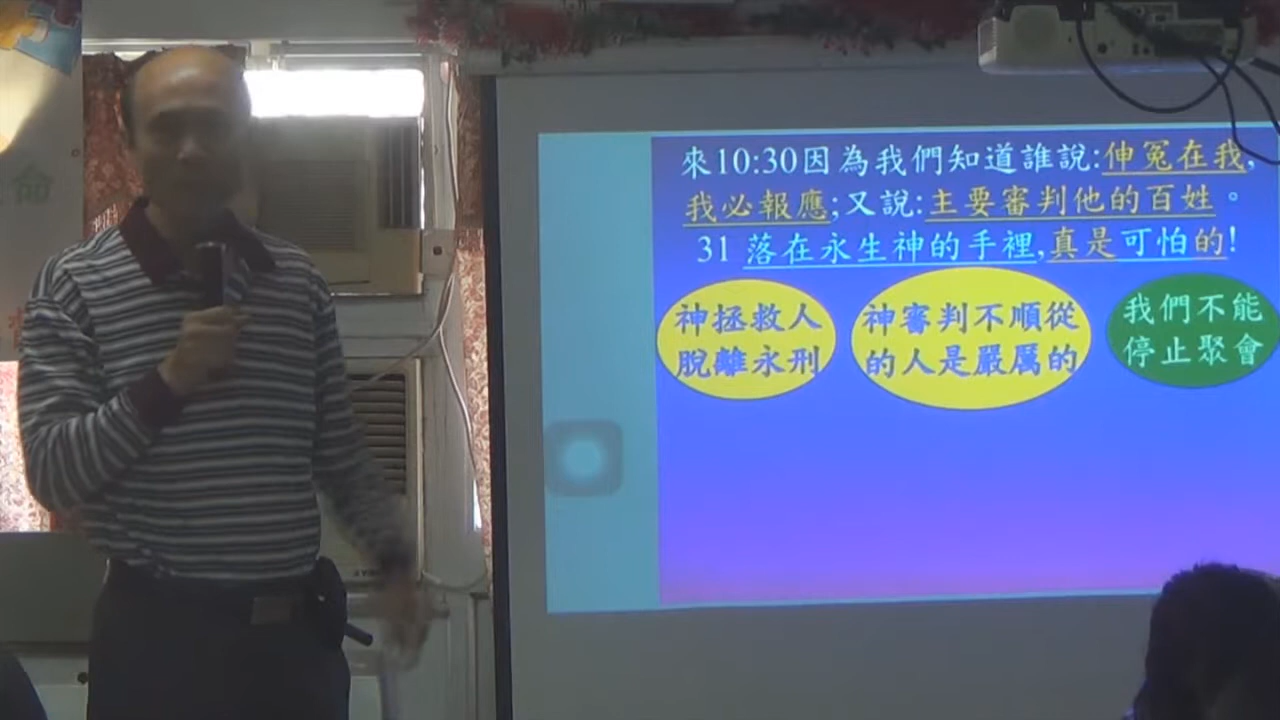 來10:30因為我們知道誰說:伸冤在我,
我必報應;又說:主要審判他的百姓。
31 落在永生神的手裡,真是可怕的!
神拯救人
脫離永刑
神審判不順從
的人是嚴厲的
我們不能
停止聚會
命